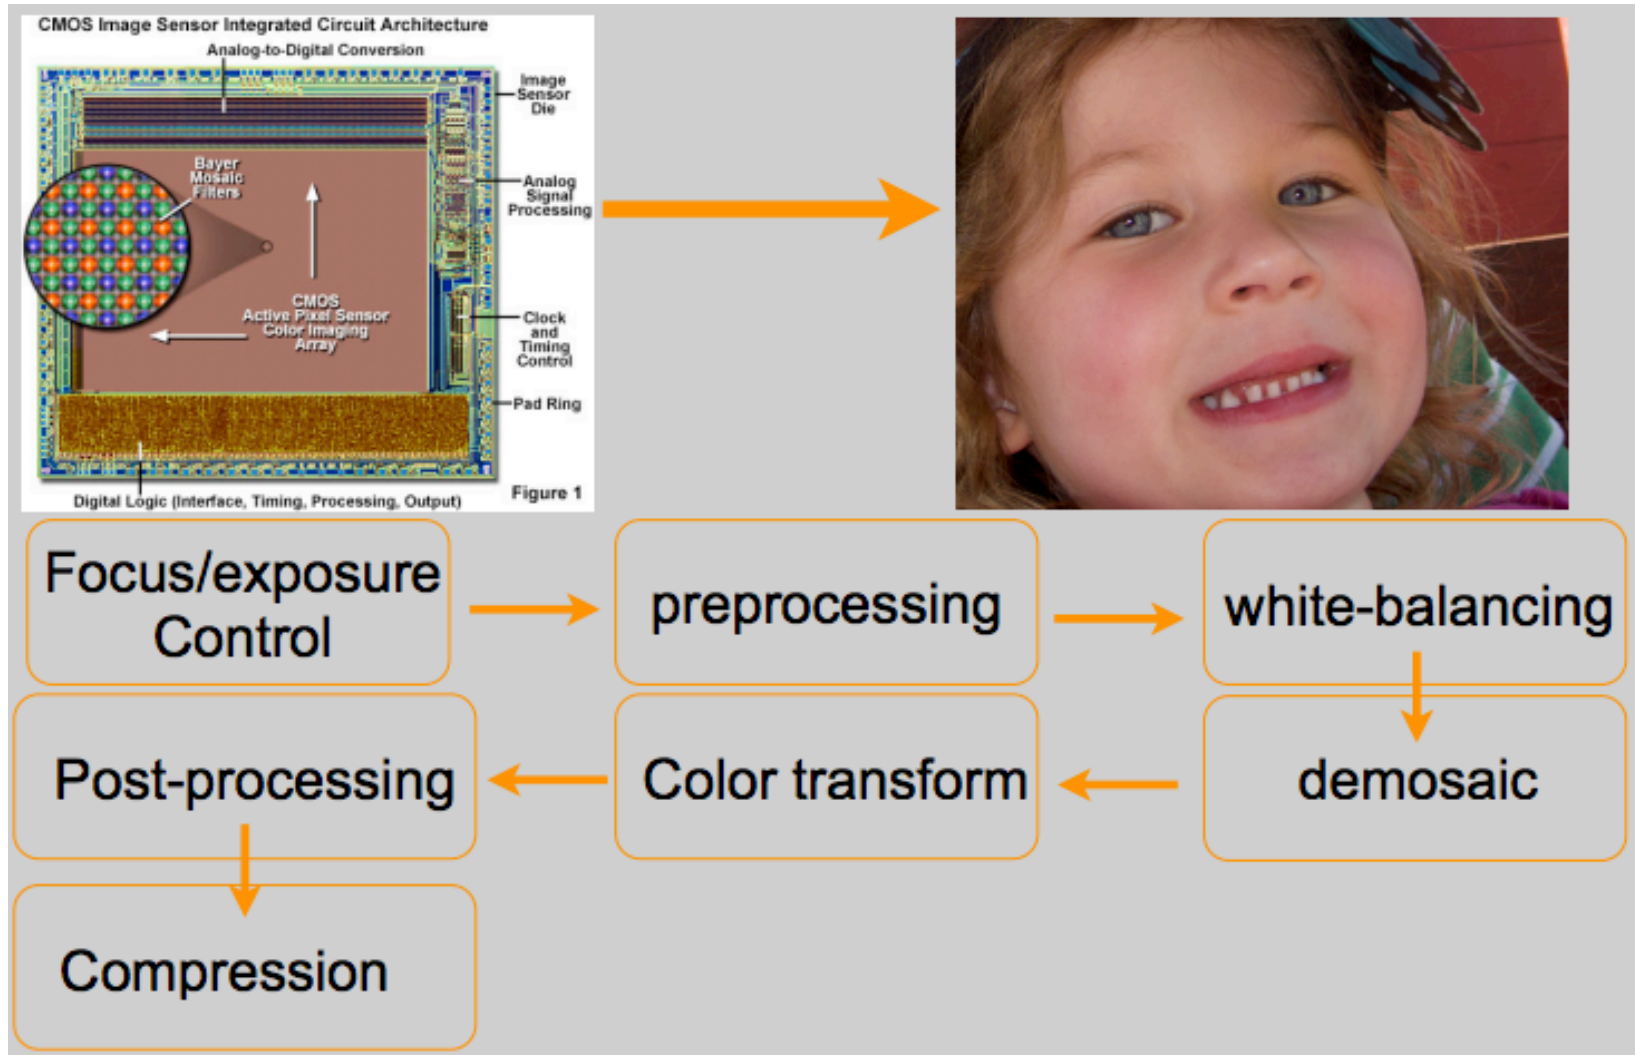 CMOS Image Sensor Integrated Circuit Architecture
Analog-to-Digital Conversion
Image
Sensor
Die
Bayer
Mosaic
Filters
Analog
Signal
Processing
CMOS
Active Pixel Sensor
Color Imaging
Array
Clock
and
Timing
Control
Pad Ring
Digital Logic (Interface, Timing, Processing, Output)
Figure 1
Focus/exposure
Control
preprocessing
white-balancing
demosaic
Color transform
Post-processing
Compression